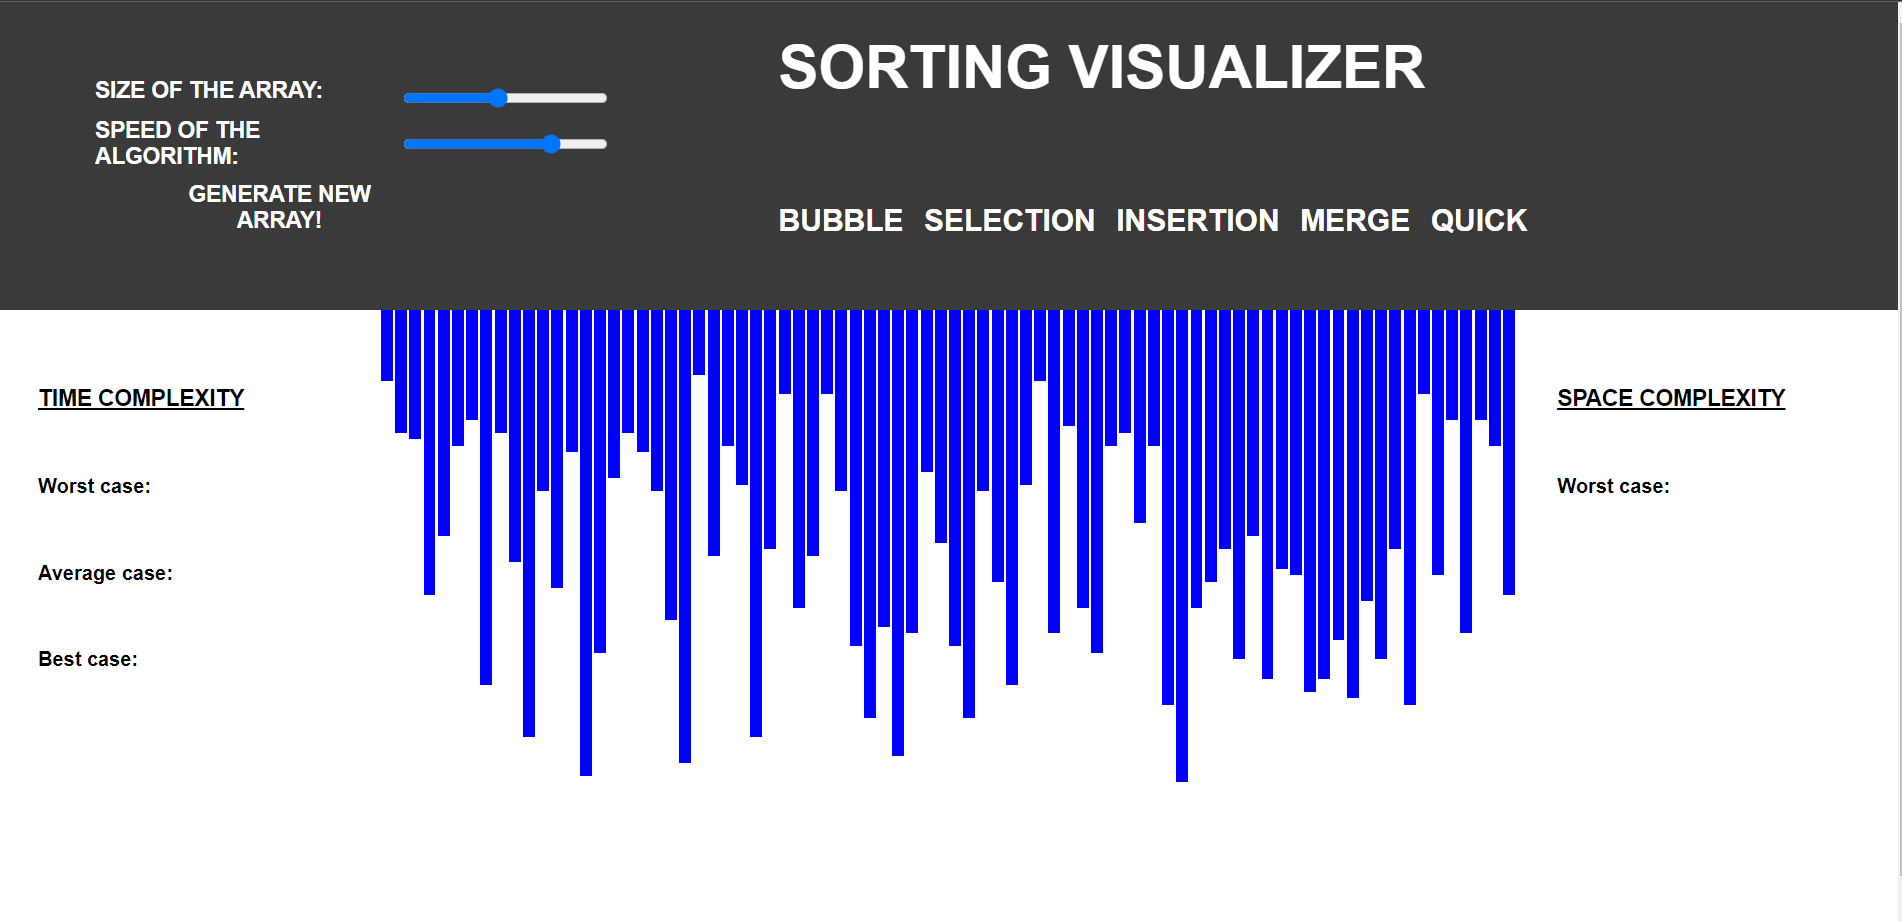 SORTING VISUALIZER
SIZE OF THE ARRAY:
SPEED OF THE
ALGORITHM:
GENERATE NEW
ARRAY!
BUBBLE SELECTION INSERTION MERGE QUICK
TIME COMPLEXITY
Worst case:
Average case:
Best case:
SPACE COMPLEXITY
Worst case: